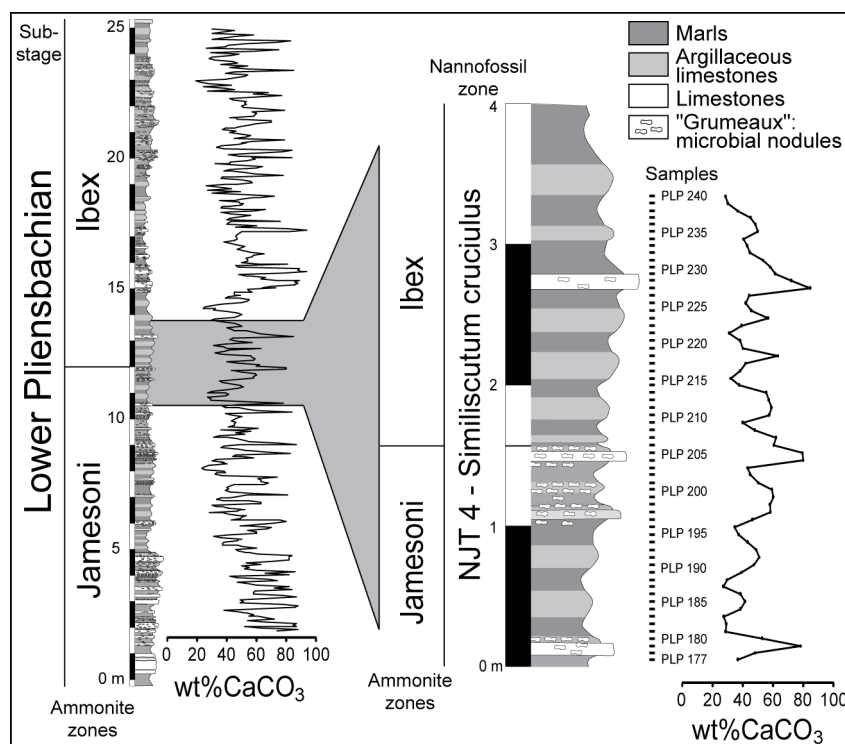 Sub-
stage
Lower Pliensbachian
Ibex
Jamesoni
25
20
15
10
5
0 m
Ammonite
zones
0 20 40 60 80 100
wt%CaCO3
Nannofossil
zone
Ibex
Jamesoni
NJT 4 - Similiscutum cruciulus
4
3
2
1
0 m
Ammonite
zones
Marls
Argillaceous
limestones
Limestones
"Grumeaux":
microbial nodules
Samples
PLP 240
PLP 235
PLP 230
PLP 225
PLP 220
PLP 215
PLP 210
PLP 205
PLP 200
PLP 195
PLP 190
PLP 185
PLP 180
PLP 177
0 20 40 60 80 100
wt%CaCO3